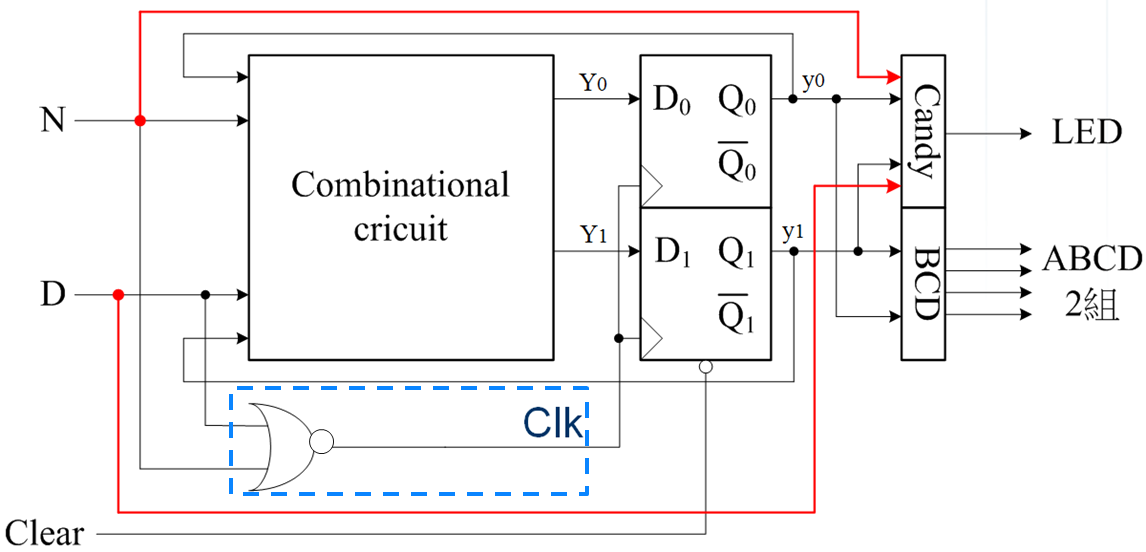 N
D
Clear
Combinational
cricuit
Clk
Y0
Y1
D0 Q0
Q0
D1 Q1
Q1
y0
y1
Candy
BCD
LED
ABCD
2組